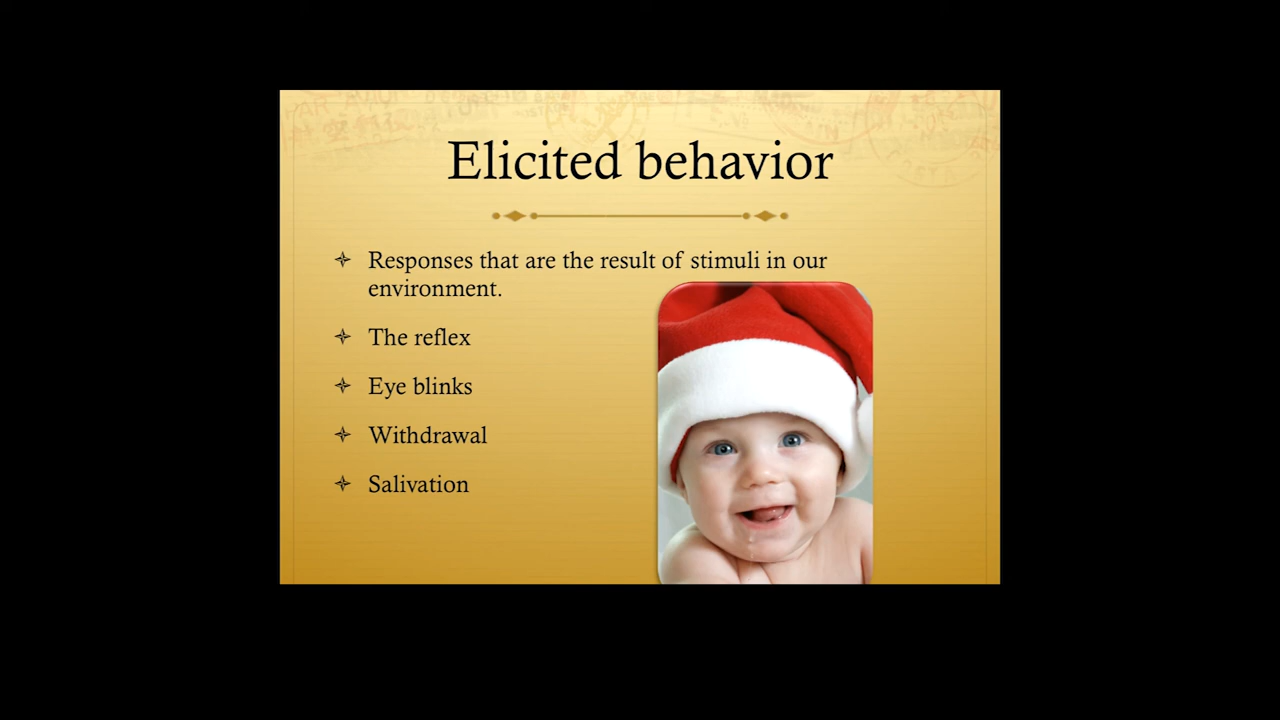 Elicited behavior
Responses that are the result of stimuli in our
environment.
The reflex
Eye blinks
Withdrawal
Salivation